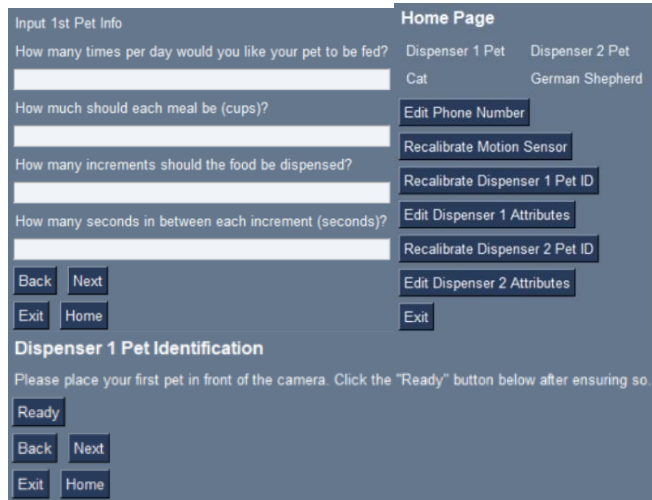 Input 1st Pet Info
How many times per day would you like your pet to be fed?
How much should each meal be (cups)?
How many increments should the food be dispensed?
How many seconds in between each increment (seconds)?
Back Next
Exit Home
Home Page
Dispenser 1 Pet Dispenser 2 Pet
Cat German Shepherd
Edit Phone Number
Recalibrate Motion Sensor
Recalibrate Dispenser 1 Pet ID
Edit Dispenser 1 Attributes
Recalibrate Dispenser 2 Pet ID
Edit Dispenser 2 Attributes
Exit
Dispenser 1 Pet Identification
Please place your first pet in front of the camera. Click the "Ready" button below after ensuring so.
Ready
Back Next
Exit Home